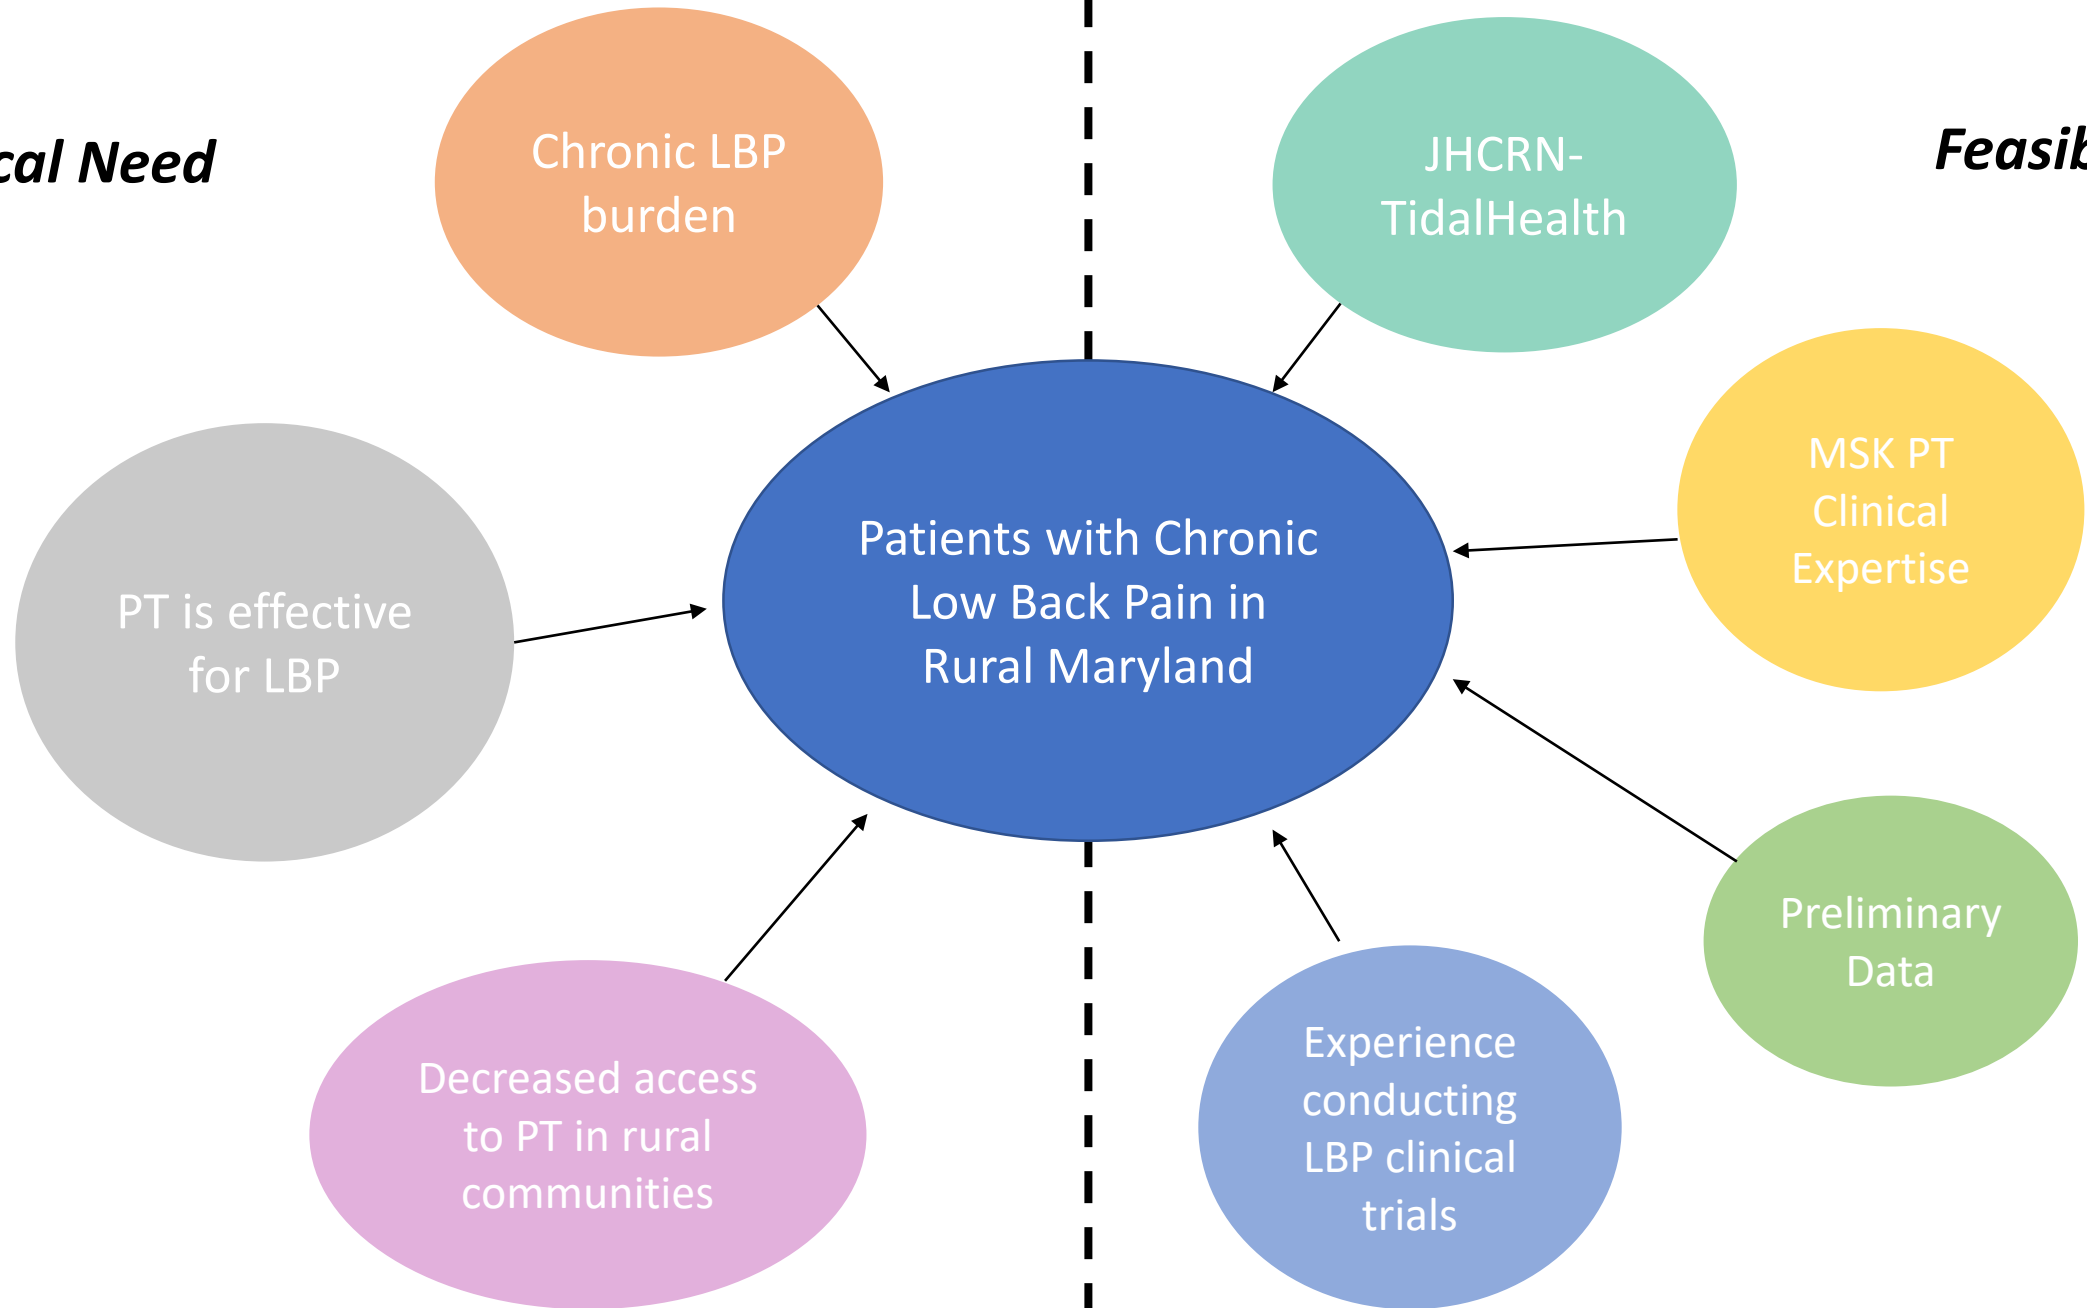 cal Need
Chronic LBP
burden
PT is effective
for LBP
Decreased access
to PT in rural
communities
Patients with Chronic
Low Back Pain in
Rural Maryland
Feasib
JHCRN-
TidalHealth
MSK PT
Clinical
Expertise
Preliminary
Data
Experience
conducting
LBP clinical
trials